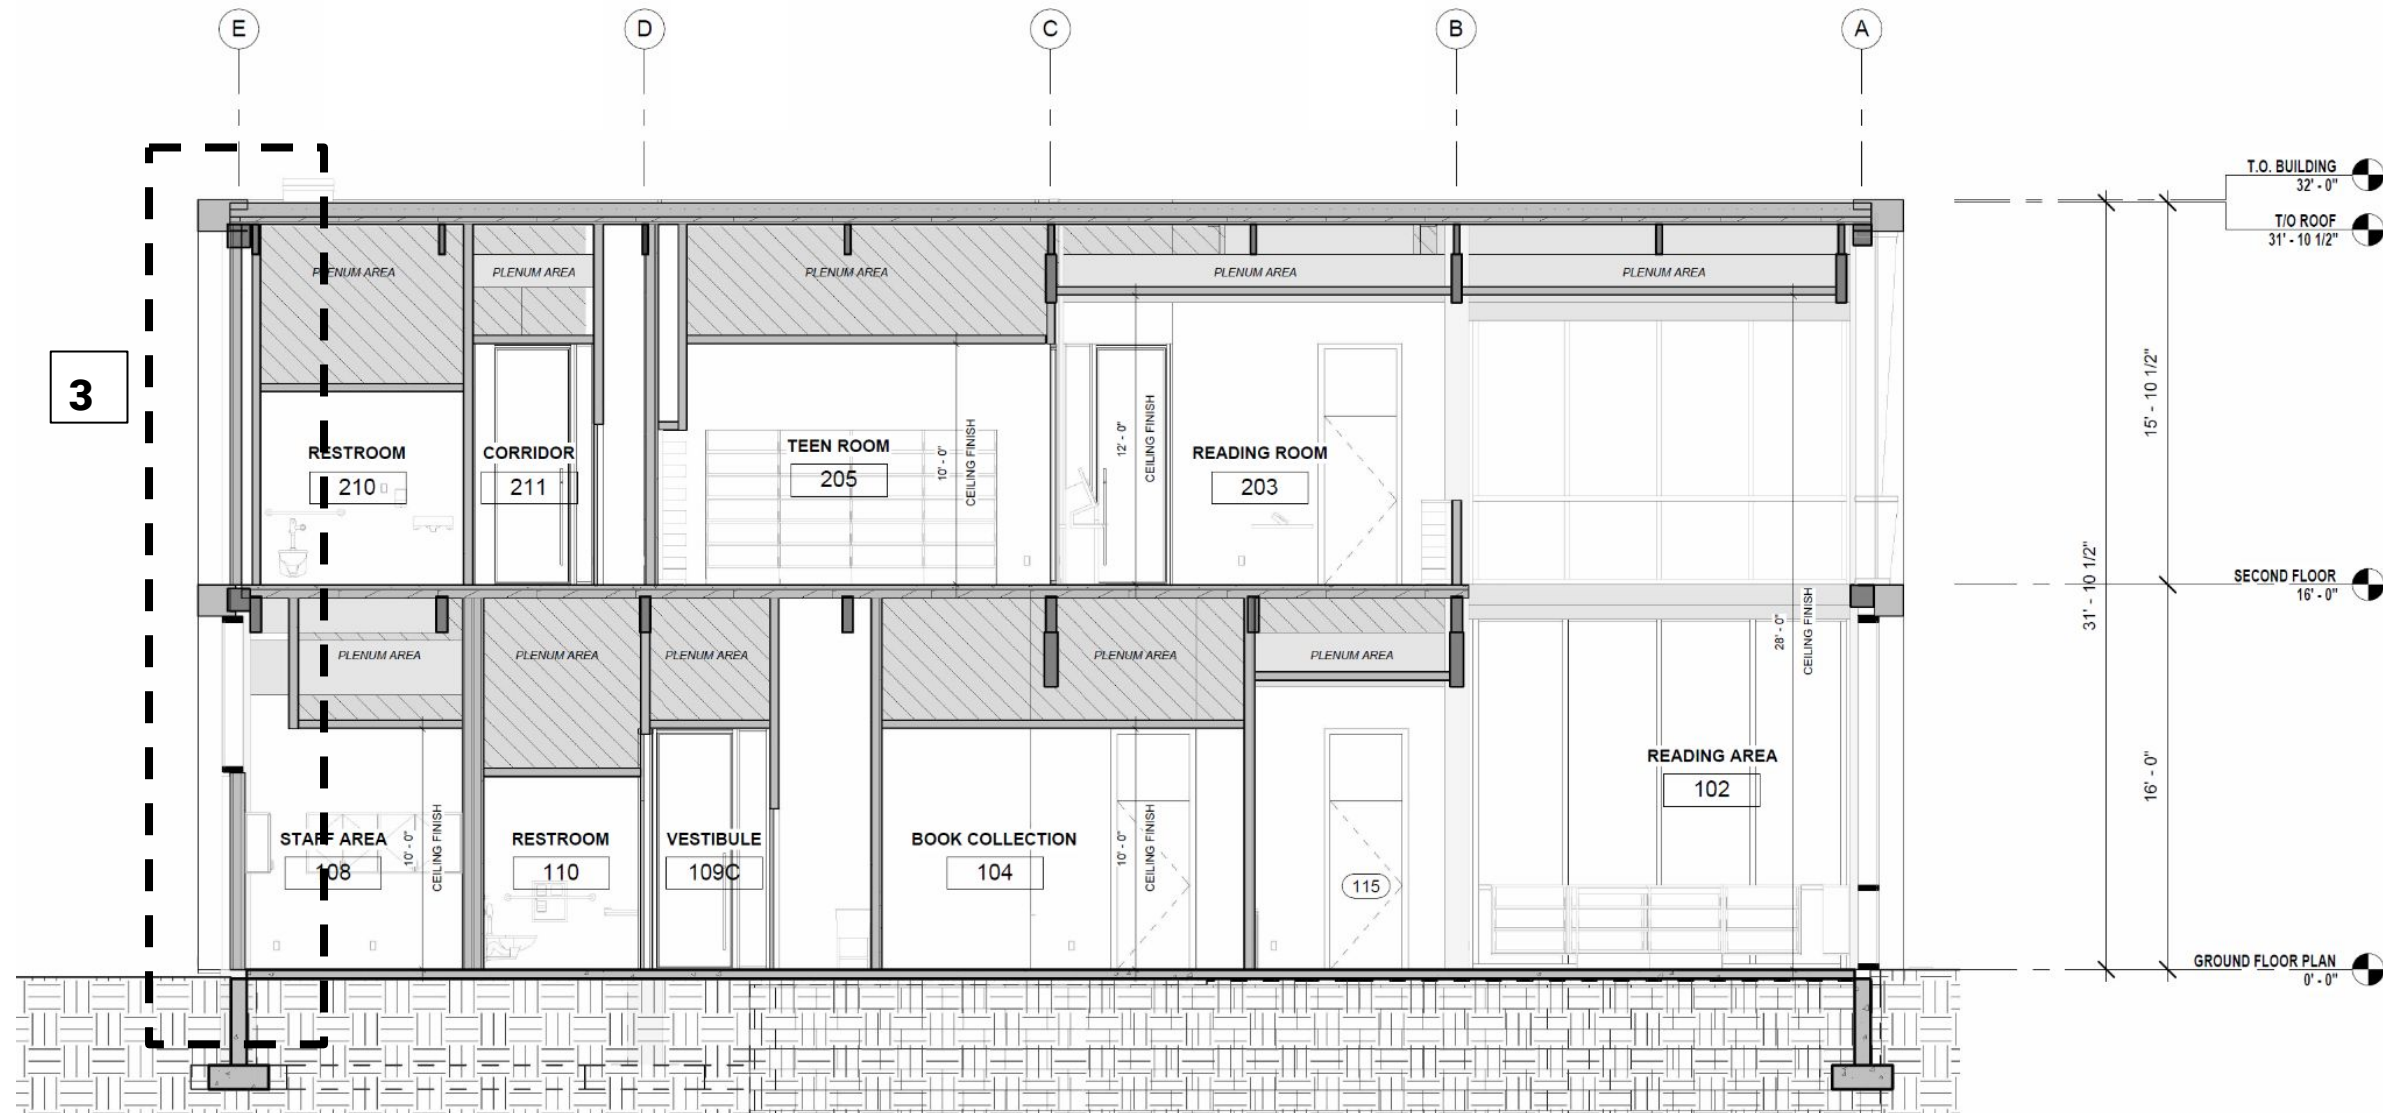 E
D
C
B
A
T.O. BUILDING
32' - 0"
T/O ROOF
31' - 10 1/2"
PLENUM AREA
PLENUM AREA
PLENUM AREA
PLENUM AREA
PLENUM AREA
3
15' - 10 1/2"
RESTROOM
210
CORRIDOR
211
TEEN ROOM
205
10' - 0"
CEILING FINISH
12' - 0"
CEILING FINISH
READING ROOM
203
SECOND FLOOR
16' - 0"
31' - 10 1/2"
28' - 0"
CEILING FINISH
PLENUM AREA
PLENUM AREA
PLENUM AREA
PLENUM AREA
PLENUM AREA
READING AREA
102
16' - 0"
STAFF AREA
108
10' - 0"
CEILING FINISH
RESTROOM
110
VESTIBULE
109C
BOOK COLLECTION
104
10' - 0"
CEILING FINISH
115
GROUND FLOOR PLAN
0' - 0"